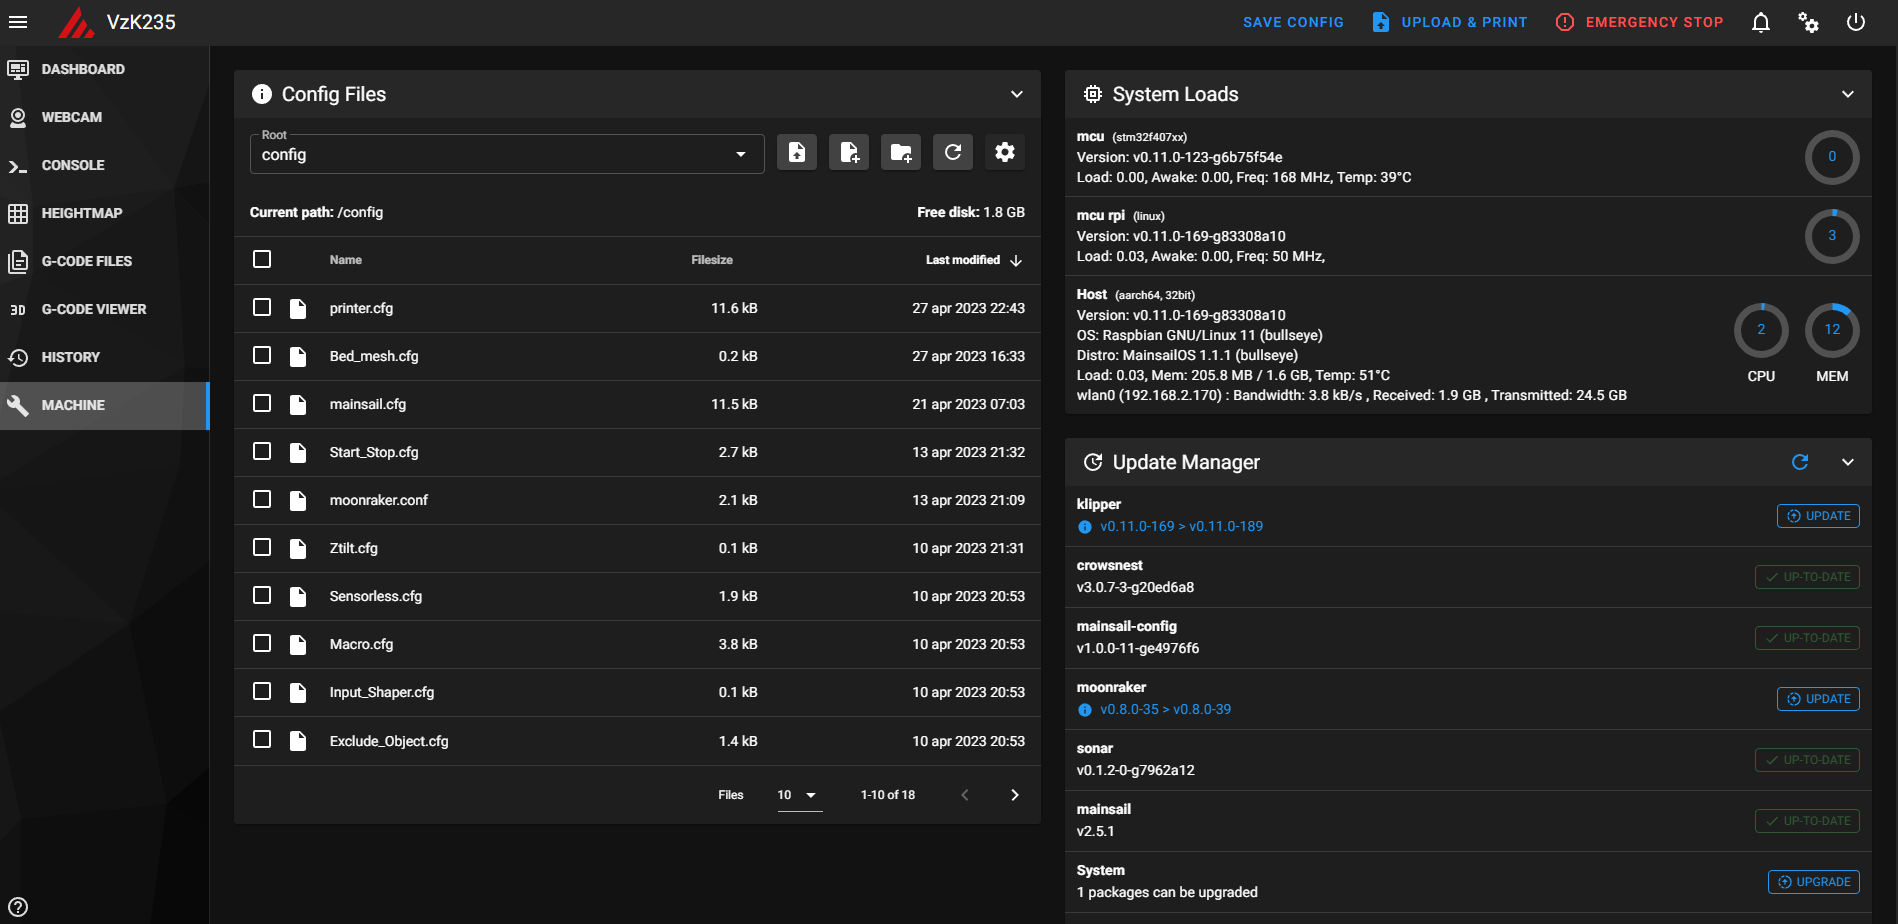 VzK235
SAVE CONFIG
UPLOAD & PRINT
EMERGENCY STOP
DASHBOARD
WEBCAM
CONSOLE
HEIGHTMAP
G-CODE FILES
3D G-CODE VIEWER
HISTORY
MACHINE
Config Files
Root
config
Current path: /config
Free disk: 1.8 GB
Name Filesize Last modified
printer.cfg 11.6 kB 27 apr 2023 22:43
Bed_mesh.cfg 0.2 kB 27 apr 2023 16:33
mainsail.cfg 11.5 kB 21 apr 2023 07:03
Start_Stop.cfg 2.7 kB 13 apr 2023 21:32
moonraker.conf 2.1 kB 13 apr 2023 21:09
Ztilt.cfg 0.1 kB 10 apr 2023 21:31
Sensorless.cfg 1.9 kB 10 apr 2023 20:53
Macro.cfg 3.8 kB 10 apr 2023 20:53
Input_Shaper.cfg 0.1 kB 10 apr 2023 20:53
Exclude_Object.cfg 1.4 kB 10 apr 2023 20:53
Files 10 1-10 of 18
System Loads
mcu (stm32f407xx)
Version: v0.11.0-123-g6b75f54e
Load: 0.00, Awake: 0.00, Freq: 168 MHz, Temp: 39°C
0
mcu rpi (linux)
Version: v0.11.0-169-g83308a10
Load: 0.03, Awake: 0.00, Freq: 50 MHz,
3
Host (aarch64, 32bit)
Version: v0.11.0-169-g83308a10
OS: Raspbian GNU/Linux 11 (bullseye)
Distro: MainsailOS 1.1.1 (bullseye)
Load: 0.03, Mem: 205.8 MB / 1.6 GB, Temp: 51°C
wlan0 (192.168.2.170) : Bandwidth: 3.8 kB/s , Received: 1.9 GB , Transmitted: 24.5 GB
2 12
CPU MEM
Update Manager
klipper
v0.11.0-169 > v0.11.0-189
UPDATE
crowsnest
v3.0.7-3-g20ed6a8
UP-TO-DATE
mainsail-config
v1.0.0-11-ge4976f6
UP-TO-DATE
moonraker
v0.8.0-35 > v0.8.0-39
UPDATE
sonar
v0.1.2-0-g7962a12
UP-TO-DATE
mainsail
v2.5.1
UP-TO-DATE
System
1 packages can be upgraded
UPGRADE